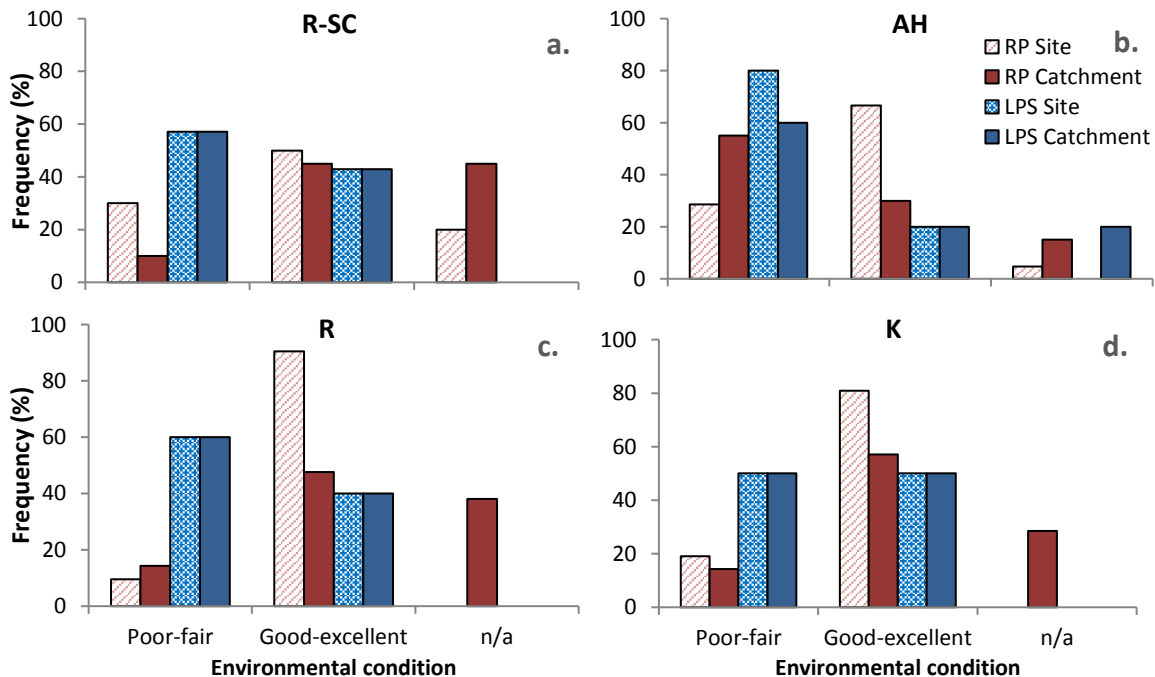 R-SC
a.
100
80
60
40
20
0
Frequency (%)
AH
b.
100
80
60
40
20
0
RP Site
RP Catchment
LPS Site
LPS Catchment
R
c.
100
80
60
40
20
0
Frequency (%)
Poor-fair Good-excellent n/a
Environmental condition
K
d.
100
80
60
40
20
0
Poor-fair Good-excellent n/a
Environmental condition